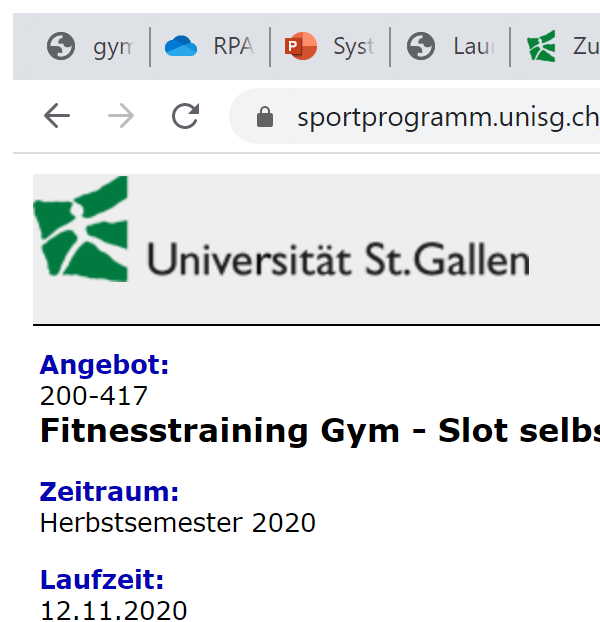 gym RPA Syst Laun Zu
sportprogramm.unisg.ch
Universität St.Gallen
Angebot:
200-417
Fitnesstraining Gym - Slot selbs
Zeitraum:
Herbstsemester 2020
Laufzeit:
12.11.2020